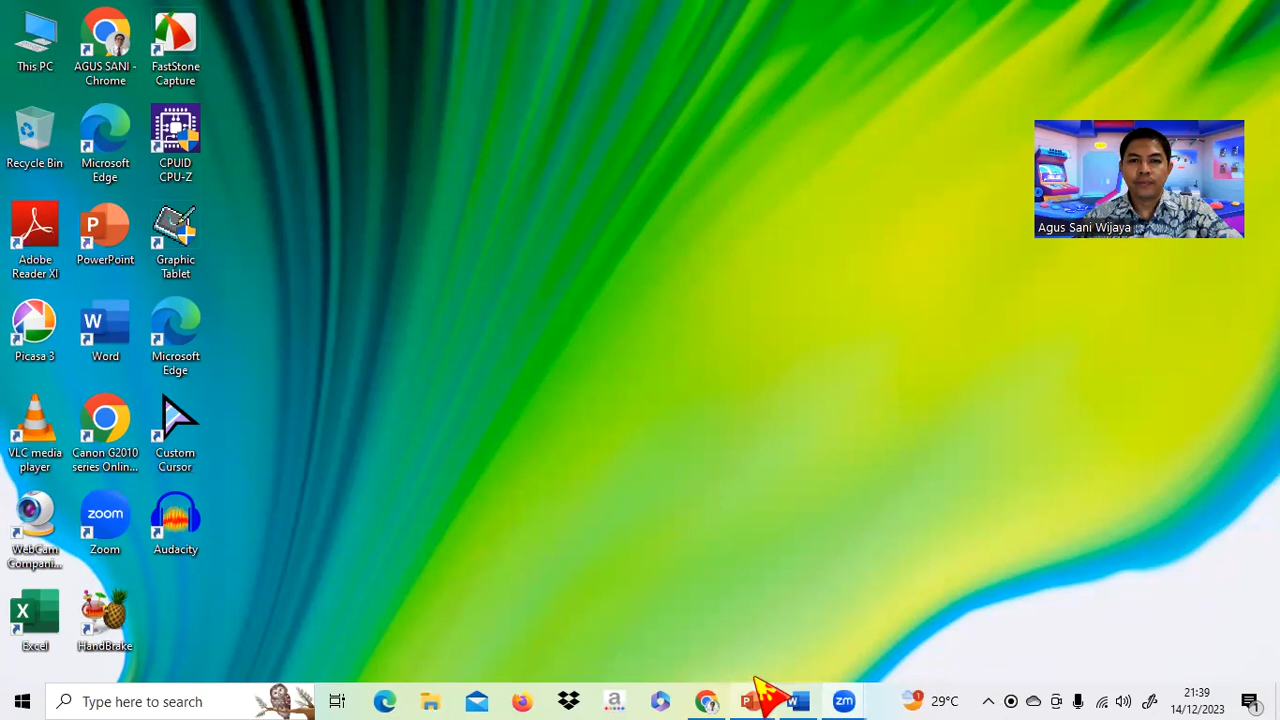 This PC
AGUS SANI -
Chrome
FastStone
Capture
Recycle Bin
Microsoft
Edge
CPUID
CPU-Z
Adobe
Reader XI
PowerPoint
Graphic
Tablet
Picasa 3
Word
Microsoft
Edge
VLC media
player
Canon G2010
series Onlin...
Custom
Cursor
WebCam
Compani...
zoom
Zoom
Audacity
Excel
HandBrake
Agus Sani Wijaya
Type here to search
zm
29°C
21:39
14/12/2023